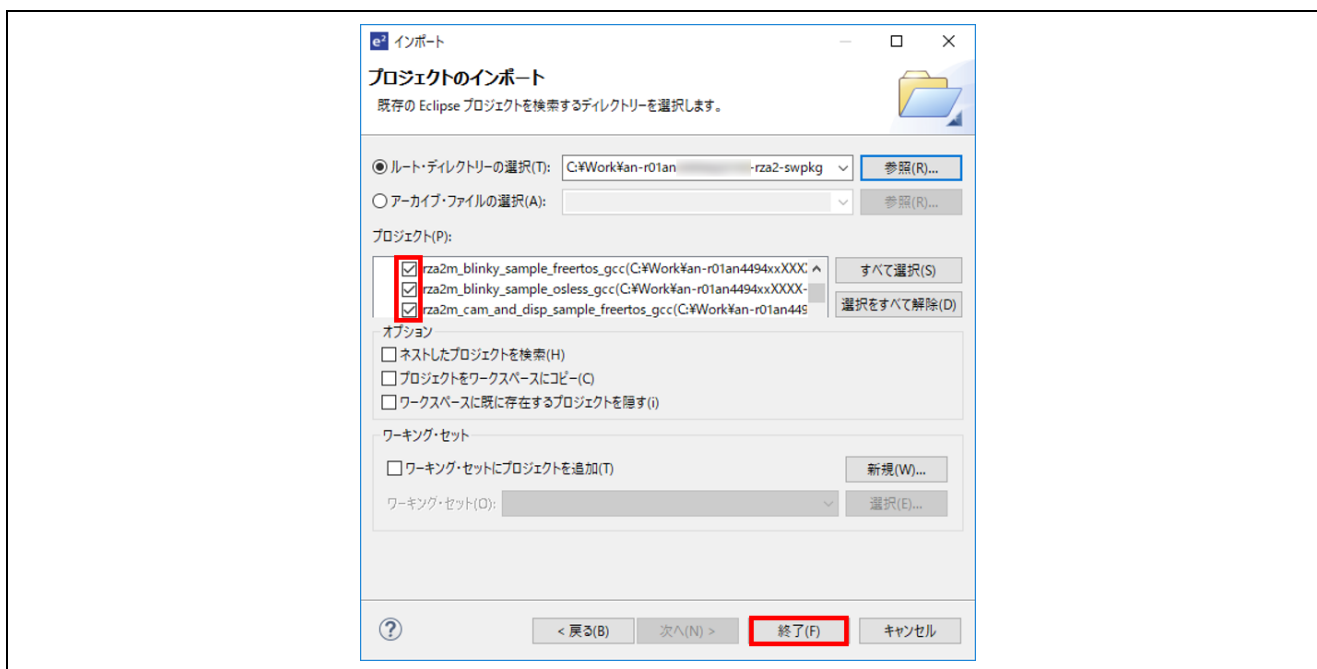 e² インポート
プロジェクトのインポート
既存の Eclipse プロジェクトを検索するディレクトリーを選択します。
ルート・ディレクトリーの選択(T): C:¥Work¥an-r01an -rza2-swpkg 参照(R)...
アーカイブ・ファイルの選択(A): 参照(R)...
プロジェクト(P):
rza2m_blinky_sample_freertos_gcc(C:¥Work¥an-r01an4494xxXXX すべて選択(S)
rza2m_blinky_sample_osless_gcc(C:¥Work¥an-r01an4494xxXXXX-
rza2m_cam_and_disp_sample_freertos_gcc(C:¥Work¥an-r01an449 選択をすべて解除(D)
オプション
ネストしたプロジェクトを検索(H)
プロジェクトをワークスペースにコピー(C)
ワークスペースに既に存在するプロジェクトを隠す(i)
ワーキング・セット
ワーキング・セットにプロジェクトを追加(T) 新規(W)...
ワーキング・セット(O): 選択(E)...
? < 戻る(B) 次へ(N) > 終了(F) キャンセル